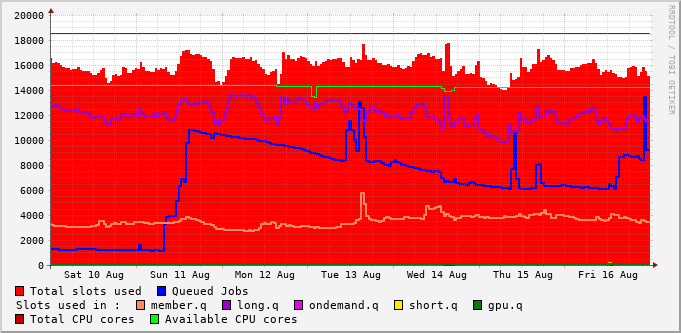 20000
18000
16000
14000
12000
10000
8000
6000
4000
2000
0
Sat 10 Aug Sun 11 Aug Mon 12 Aug Tue 13 Aug Wed 14 Aug Thu 15 Aug Fri 16 Aug
Total slots used Queued Jobs
Slots used in : member.q long.q ondemand.q short.q gpu.q
Total CPU cores Available CPU cores
RRDTOOL / TOBI OETIKER